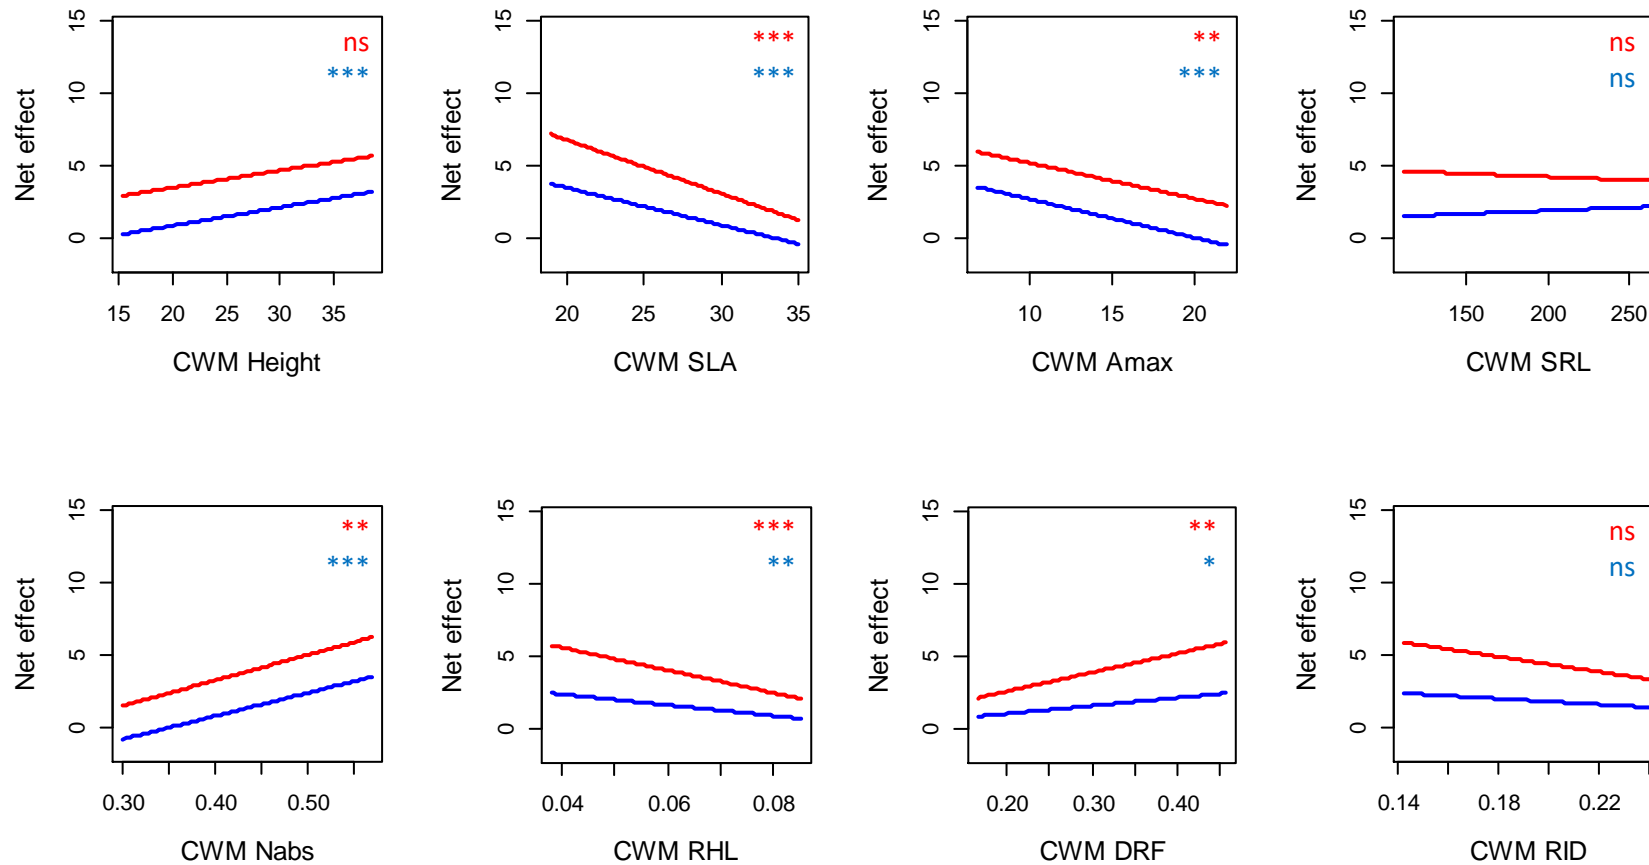 Net effect
15
10
5
0
ns
***
15 20 25 30 35
CWM Height
Net effect
15
10
5
0
***
***
20 25 30 35
CWM SLA
Net effect
15
10
5
0
**
***
10 15 20
CWM Amax
Net effect
15
10
5
0
ns
ns
150 200 250
CWM SRL
Net effect
15
10
5
0
**
***
0.30 0.40 0.50
CWM Nabs
Net effect
15
10
5
0
***
**
0.04 0.06 0.08
CWM RHL
Net effect
15
10
5
0
**
*
0.20 0.30 0.40
CWM DRF
Net effect
15
10
5
0
ns
ns
0.14 0.18 0.22
CWM RID